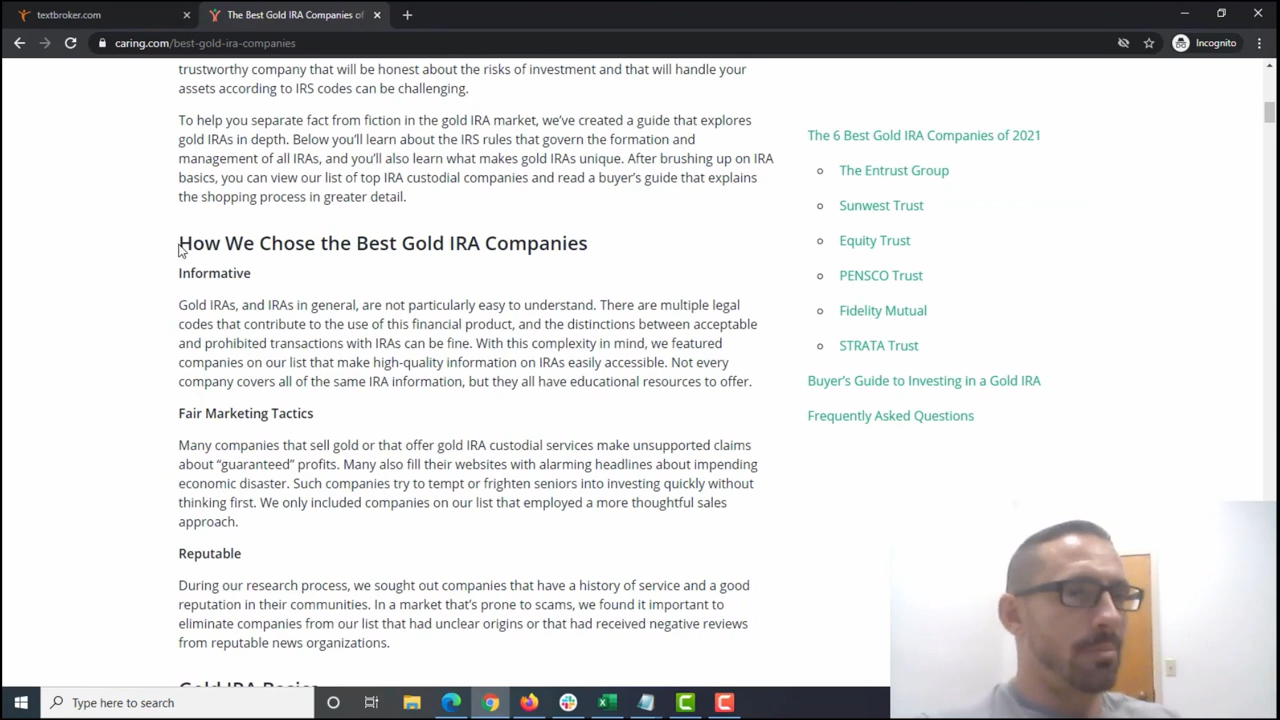 textbroker.com
The Best Gold IRA Companies of
caring.com/best-gold-ira-companies
Incognito
trustworthy company that will be honest about the risks of investment and that will handle your
assets according to IRS codes can be challenging.
To help you separate fact from fiction in the gold IRA market, we've created a guide that explores
gold IRAs in depth. Below you'll learn about the IRS rules that govern the formation and
management of all IRAs, and you'll also learn what makes gold IRAs unique. After brushing up on IRA
basics, you can view our list of top IRA custodial companies and read a buyer's guide that explains
the shopping process in greater detail.
How We Chose the Best Gold IRA Companies
Informative
Gold IRAs, and IRAs in general, are not particularly easy to understand. There are multiple legal
codes that contribute to the use of this financial product, and the distinctions between acceptable
and prohibited transactions with IRAs can be fine. With this complexity in mind, we featured
companies on our list that make high-quality information on IRAs easily accessible. Not every
company covers all of the same IRA information, but they all have educational resources to offer.
Fair Marketing Tactics
Many companies that sell gold or that offer gold IRA custodial services make unsupported claims
about “guaranteed” profits. Many also fill their websites with alarming headlines about impending
economic disaster. Such companies try to tempt or frighten seniors into investing quickly without
thinking first. We only included companies on our list that employed a more thoughtful sales
approach.
Reputable
During our research process, we sought out companies that have a history of service and a good
reputation in their communities. In a market that's prone to scams, we found it important to
eliminate companies from our list that had unclear origins or that had received negative reviews
from reputable news organizations.
Gold IRA Basics
The 6 Best Gold IRA Companies of 2021
The Entrust Group
Sunwest Trust
Equity Trust
PENSCO Trust
Fidelity Mutual
STRATA Trust
Buyer's Guide to Investing in a Gold IRA
Frequently Asked Questions
Type here to search